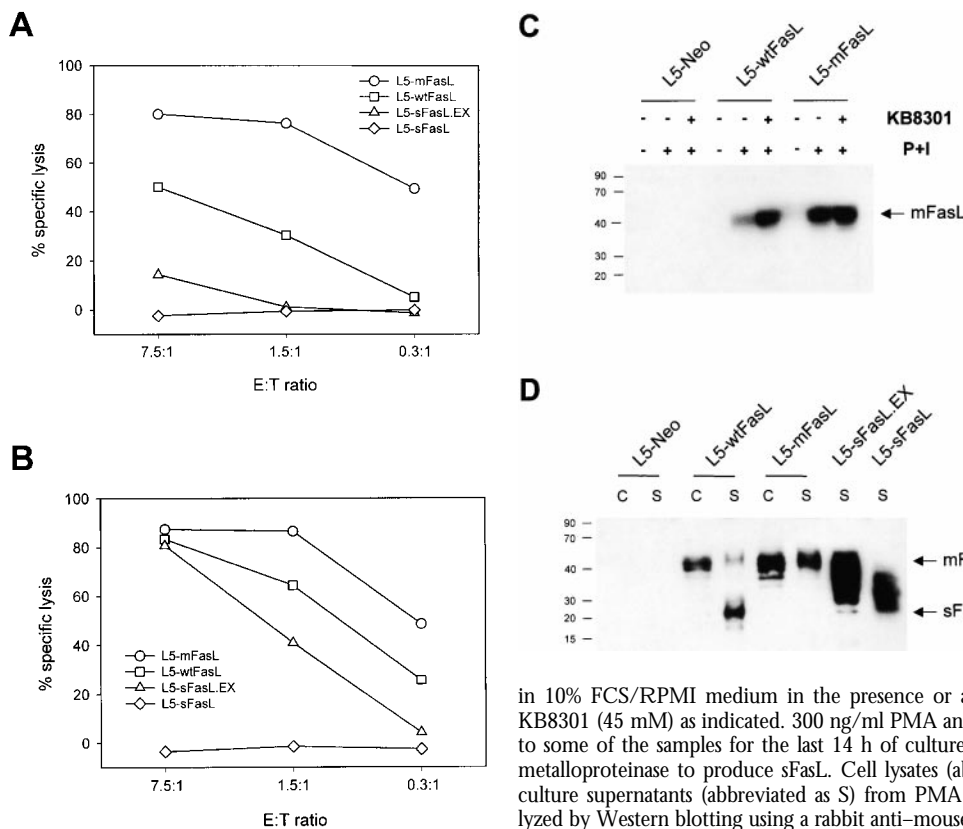 A
100
80
60
40
20
0
% specific lysis
L5-mFasL
L5-wtFasL
L5-sFasL.EX
L5-sFasL
7.5:1 1.5:1 0.3:1
E:T ratio
B
100
80
60
40
20
0
% specific lysis
L5-mFasL
L5-wtFasL
L5-sFasL.EX
L5-sFasL
7.5:1 1.5:1 0.3:1
E:T ratio
C
L5-Neo L5-wtFasL L5-mFasL
- - + - - + - - + KB8301
- + + - + + - + + P+I
90
70
40
30
20
mFasL
D
L5-Neo L5-wtFasL L5-mFasL L5-sFasL.EX L5-sFasL
C S C S C S S S
90
70
40
30
20
15
mF
sF
in 10% FCS/RPMI medium in the presence or a
KB8301 (45 mM) as indicated. 300 ng/ml PMA an
to some of the samples for the last 14 h of culture
metalloproteinase to produce sFasL. Cell lysates (a
culture supernatants (abbreviated as S) from PMA
lyzed by Western blotting using a rabbit anti–mouse